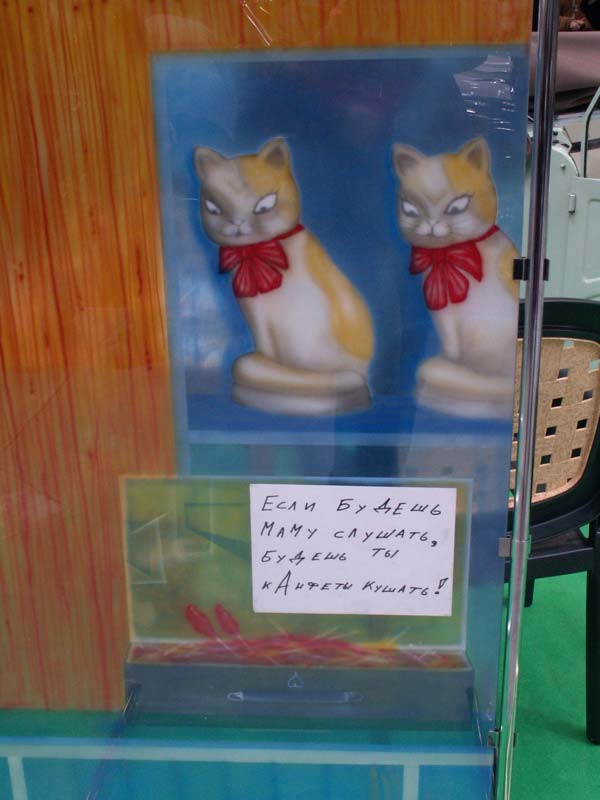 Если будешь
маму слушать,
будешь ты
кАнфеты кушать!